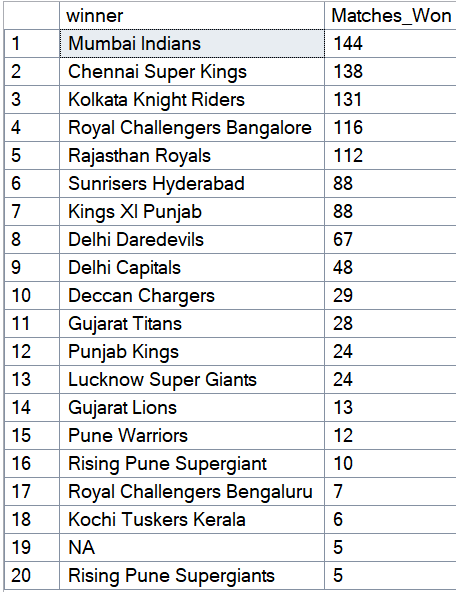 winner Matches_Won
1 Mumbai Indians 144
2 Chennai Super Kings 138
3 Kolkata Knight Riders 131
4 Royal Challengers Bangalore 116
5 Rajasthan Royals 112
6 Sunrisers Hyderabad 88
7 Kings XI Punjab 88
8 Delhi Daredevils 67
9 Delhi Capitals 48
10 Deccan Chargers 29
11 Gujarat Titans 28
12 Punjab Kings 24
13 Lucknow Super Giants 24
14 Gujarat Lions 13
15 Pune Warriors 12
16 Rising Pune Supergiant 10
17 Royal Challengers Bengaluru 7
18 Kochi Tuskers Kerala 6
19 NA 5
20 Rising Pune Supergiants 5